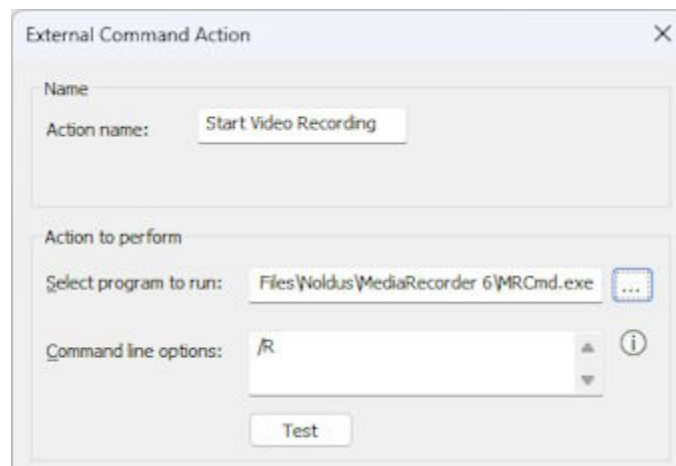 External Command Action
Name
Action name: Start Video Recording
Action to perform
Select program to run: Files\Noldus\MediaRecorder 6\MRCmd.exe ...
Command line options: /R
Test